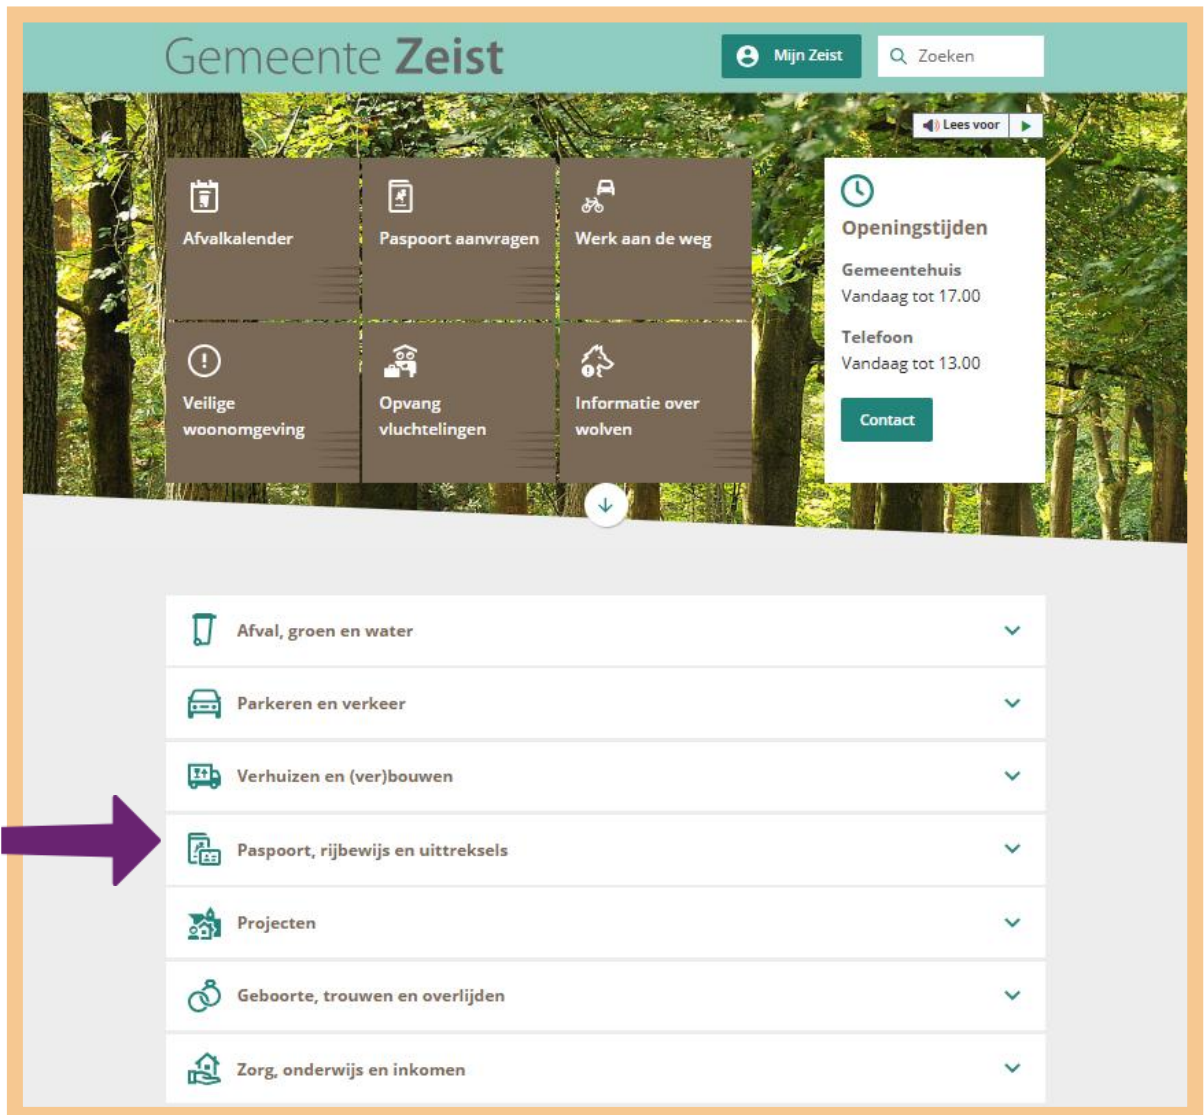 Gemeente Zeist
Mijn Zeist
Zoeken
Lees voor
Afvalkalender
Paspoort aanvragen
Werk aan de weg
Veilige
woonomgeving
Opvang
vluchtelingen
Informatie over
wolven
Openingstijden
Gemeentehuis
Vandaag tot 17.00
Telefoon
Vandaag tot 13.00
Contact
Afval, groen en water
Parkeren en verkeer
Verhuizen en (ver)bouwen
Paspoort, rijbewijs en uittreksels
Projecten
Geboorte, trouwen en overlijden
Zorg, onderwijs en inkomen